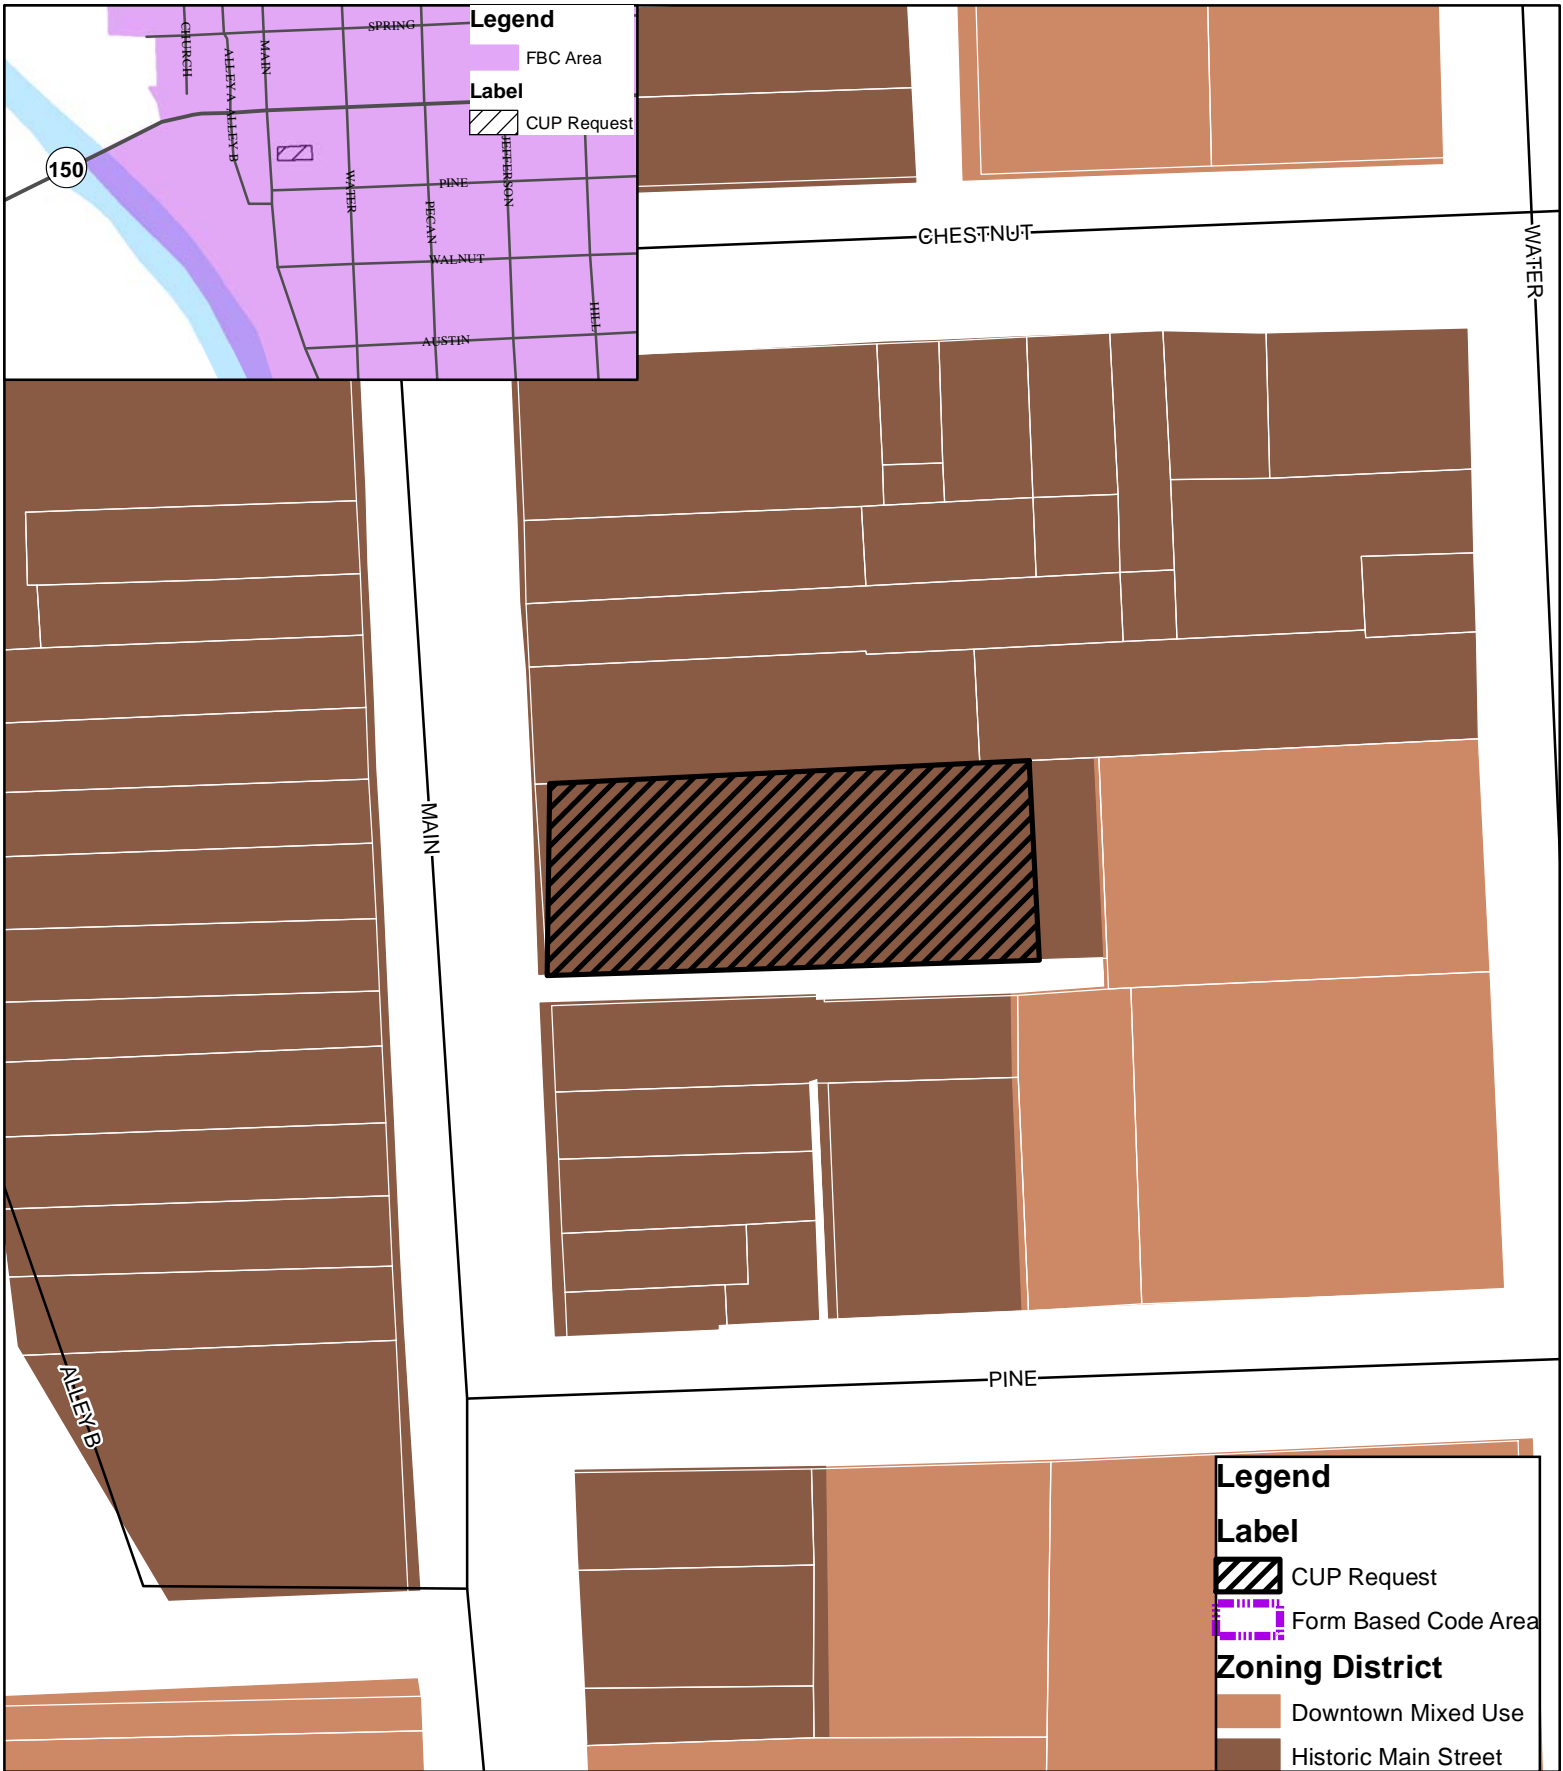 Legend
FBC Area
Label
CUP Request
SPRING
CHURCH
ALLEY A
ALLEY B
MAIN
150
WATER
PINE
JEFFERSON
PECAN
WALNUT
HILL
AUSTIN
CHESTNUT
WATER
MAIN
PINE
ALLEY B
Legend
Label
CUP Request
Form Based Code Area
Zoning District
Downtown Mixed Use
Historic Main Street